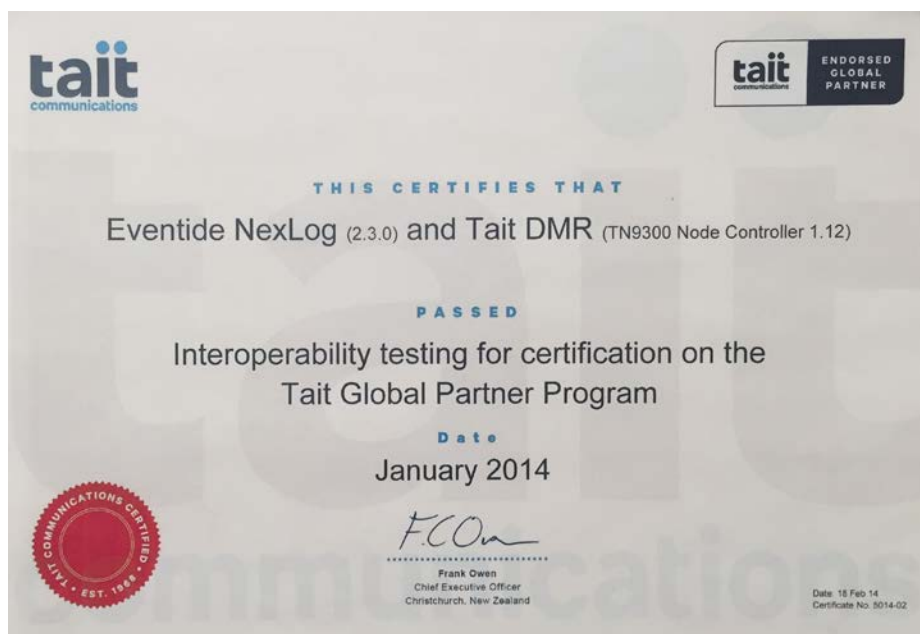 tait
communications
tait
communications
ENDORSED
GLOBAL
PARTNER
THIS CERTIFIES THAT
Eventide NexLog (2.3.0) and Tait DMR (TN9300 Node Controller 1.12)
PASSED
Interoperability testing for certification on the
Tait Global Partner Program
Date
January 2014
F.C.Ow
Frank Owen
Chief Executive Officer
Christchurch, New Zealand
TAIT COMMUNICATIONS CERTIFIED
EST. 1969
Date: 18 Feb 14
Certificate No. 5014-02
tait
communications